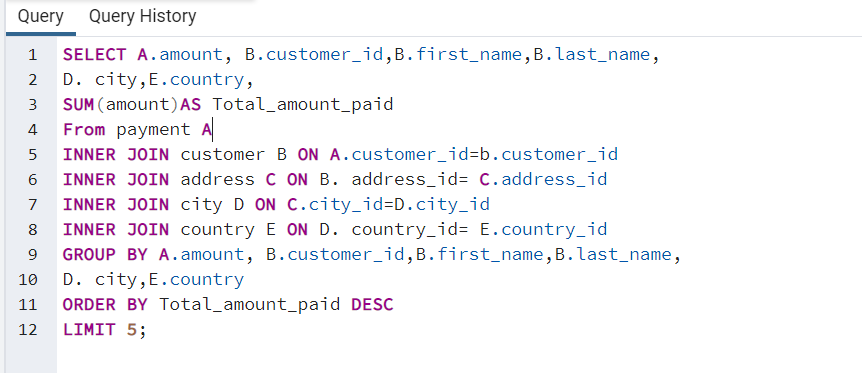 Query Query History
1 SELECT A.amount, B.customer_id,B.first_name,B.last_name,
2 D. city,E.country,
3 SUM(amount)AS Total_amount_paid
4 From payment A
5 INNER JOIN customer B ON A.customer_id=b.customer_id
6 INNER JOIN address C ON B. address_id= C.address_id
7 INNER JOIN city D ON C.city_id=D.city_id
8 INNER JOIN country E ON D. country_id= E.country_id
9 GROUP BY A.amount, B.customer_id,B.first_name,B.last_name,
10 D. city,E.country
11 ORDER BY Total_amount_paid DESC
12 LIMIT 5;